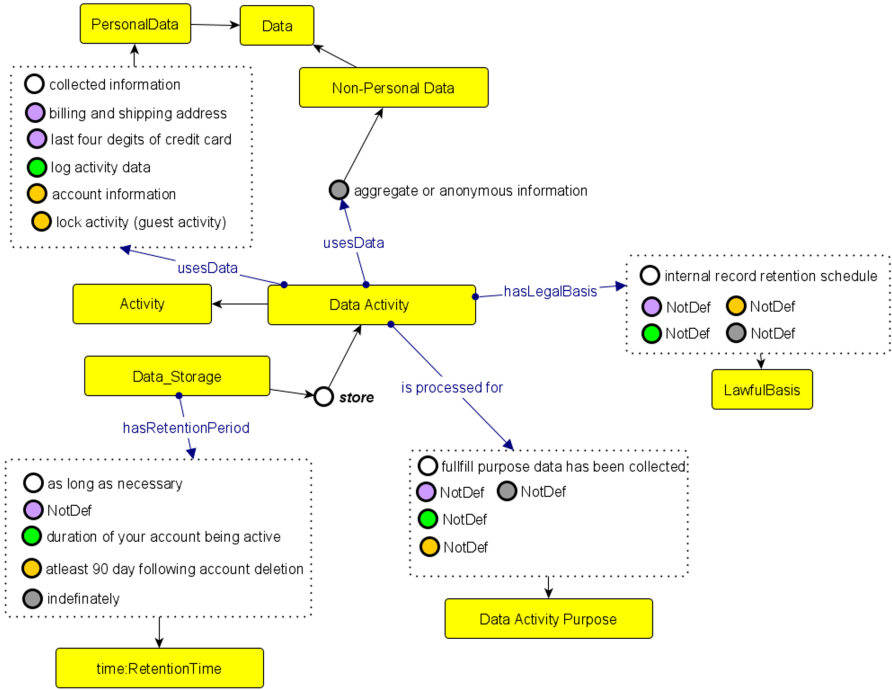 PersonalData
Data
Non-Personal Data
collected information
billing and shipping address
last four degits of credit card
log activity data
account information
lock activity (guest activity)
aggregate or anonymous information
usesData
usesData
Activity
Data Activity
hasLegalBasis
internal record retention schedule
NotDef NotDef
NotDef NotDef
LawfulBasis
Data_Storage
store
is processed for
hasRetentionPeriod
as long as necessary
NotDef
duration of your account being active
atleast 90 day following account deletion
indefinately
time:RetentionTime
fullfill purpose data has been collected
NotDef NotDef
NotDef
NotDef
Data Activity Purpose